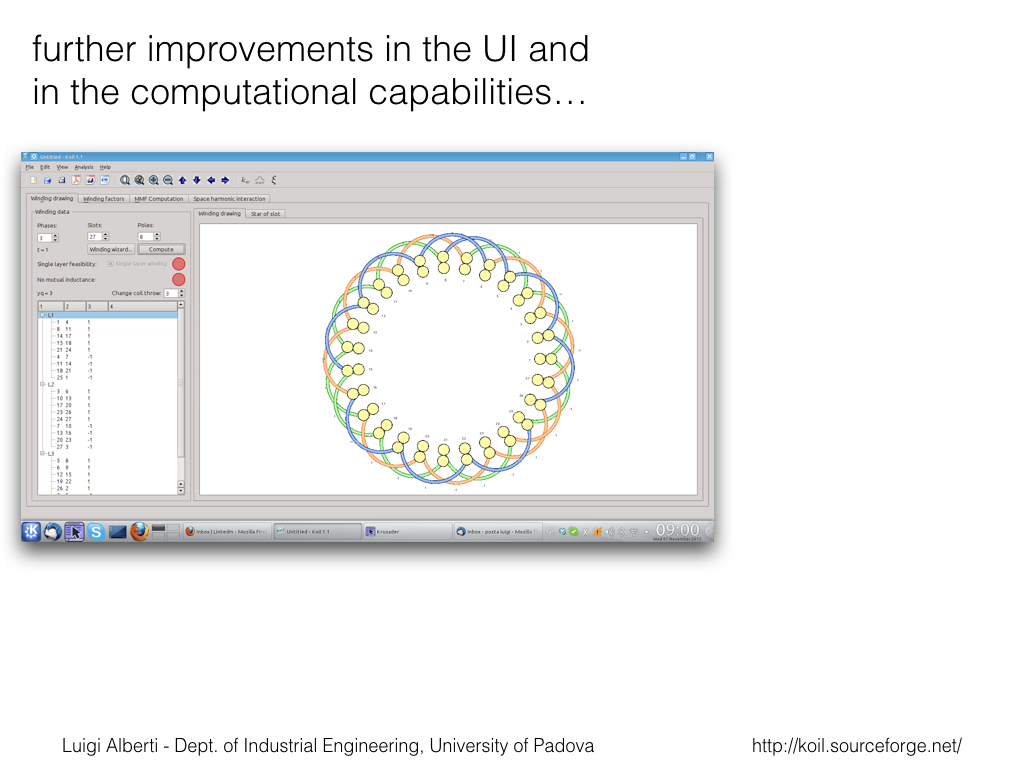 further improvements in the UI and
in the computational capabilities…
Untitled - Koil 1.1
File Edit View Analysis Help
Winding drawing Winding factors MMF Computation Space harmonic interaction
Winding data
Winding drawing Star of slot
Phases: Slots: Poles:
3 27 8
t = 1 Winding wizard... Compute
Single layer feasibility: Single layer winding
No mutual inductance:
yq = 3 Change coil throw: 3
1 2 3 4
L1
1 4 1
8 11 1
14 17 1
15 18 1
21 24 1
4 7 -1
11 14 -1
18 21 -1
25 1 -1
L2
3 6 1
10 13 1
17 20 1
23 26 1
24 27 1
7 10 -1
13 16 -1
20 23 -1
27 3 -1
L3
5 8 1
6 9 1
12 15 1
19 22 1
26 2 1
Inbox | LinkedIn - Mozilla Fire
Untitled - Koil 1.1
Krusader
Inbox - posta luigi - Mozilla T
09:00
Wed 07 November 2012
Luigi Alberti - Dept. of Industrial Engineering, University of Padova
http://koil.sourceforge.net/